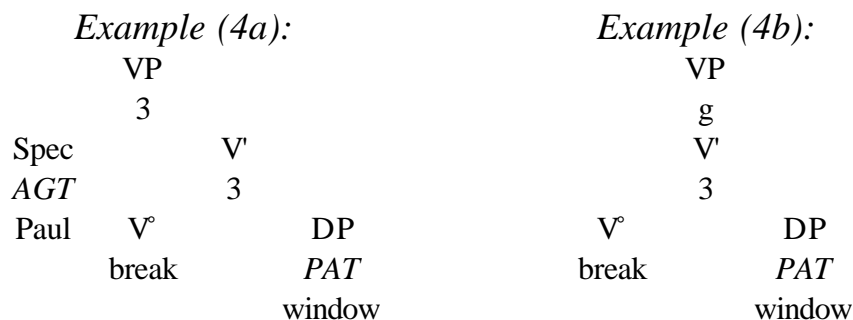 Example (4a): Example (4b):
VP VP
3 g
Spec V' V'
AGT 3 3
Paul V° DP V° DP
break PAT break PAT
window window